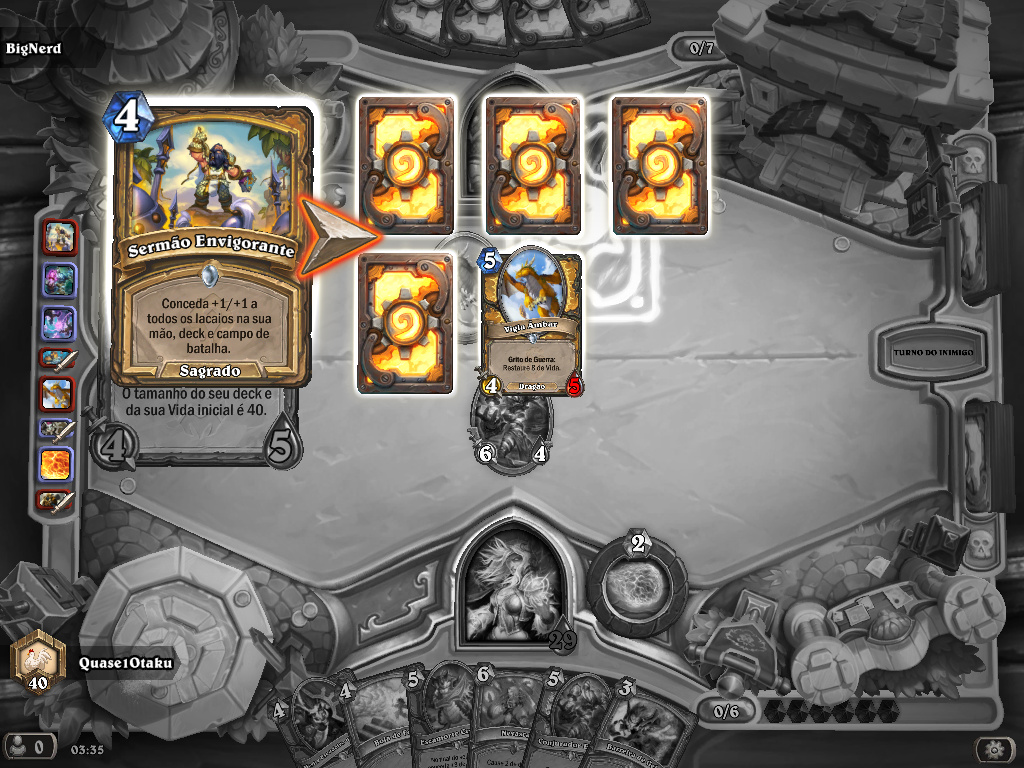 BigNerd
0/7
4
Sermão Envigorante
Conceda +1/+1 a
todos os lacaios na sua
mão, deck e campo de
batalha.
Sagrado
O tamanho do seu deck e
da sua Vida inicial é 40.
4
5
5
Vigia Âmbar
Grito de Guerra:
Restaure 8 de Vida.
4
Dragão
5
6
4
TURNO DO INIMIGO
2
29
Quase1Otaku
40
4
4
5
6
5
3
0/6
0
03:35